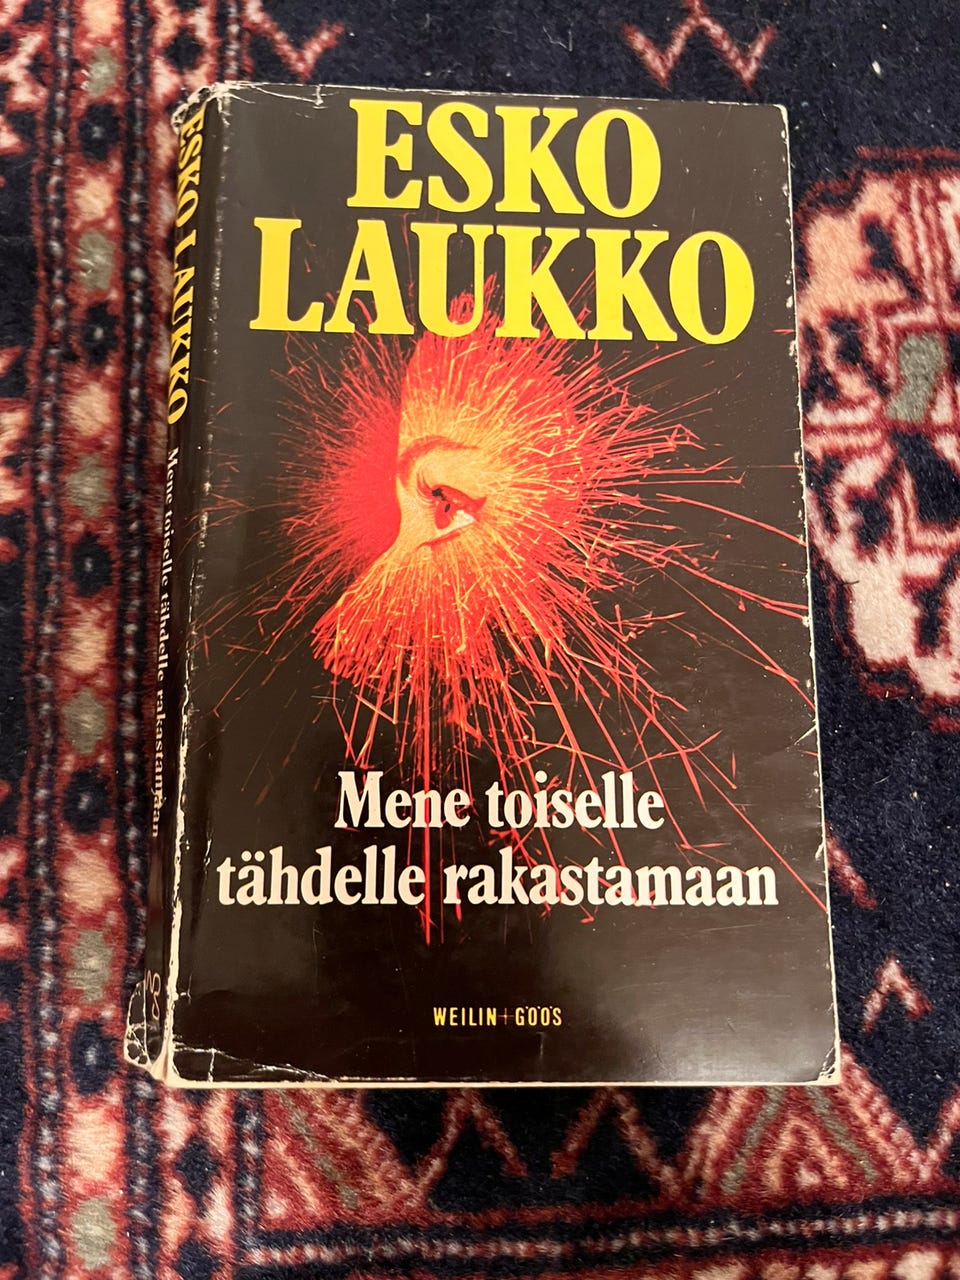 ESKO
LAUKKO
Mene toiselle
tähdelle rakastamaan
WEILIN+GÖÖS
ESKO LAUKKO Mene toiselle tähdelle rakastamaan